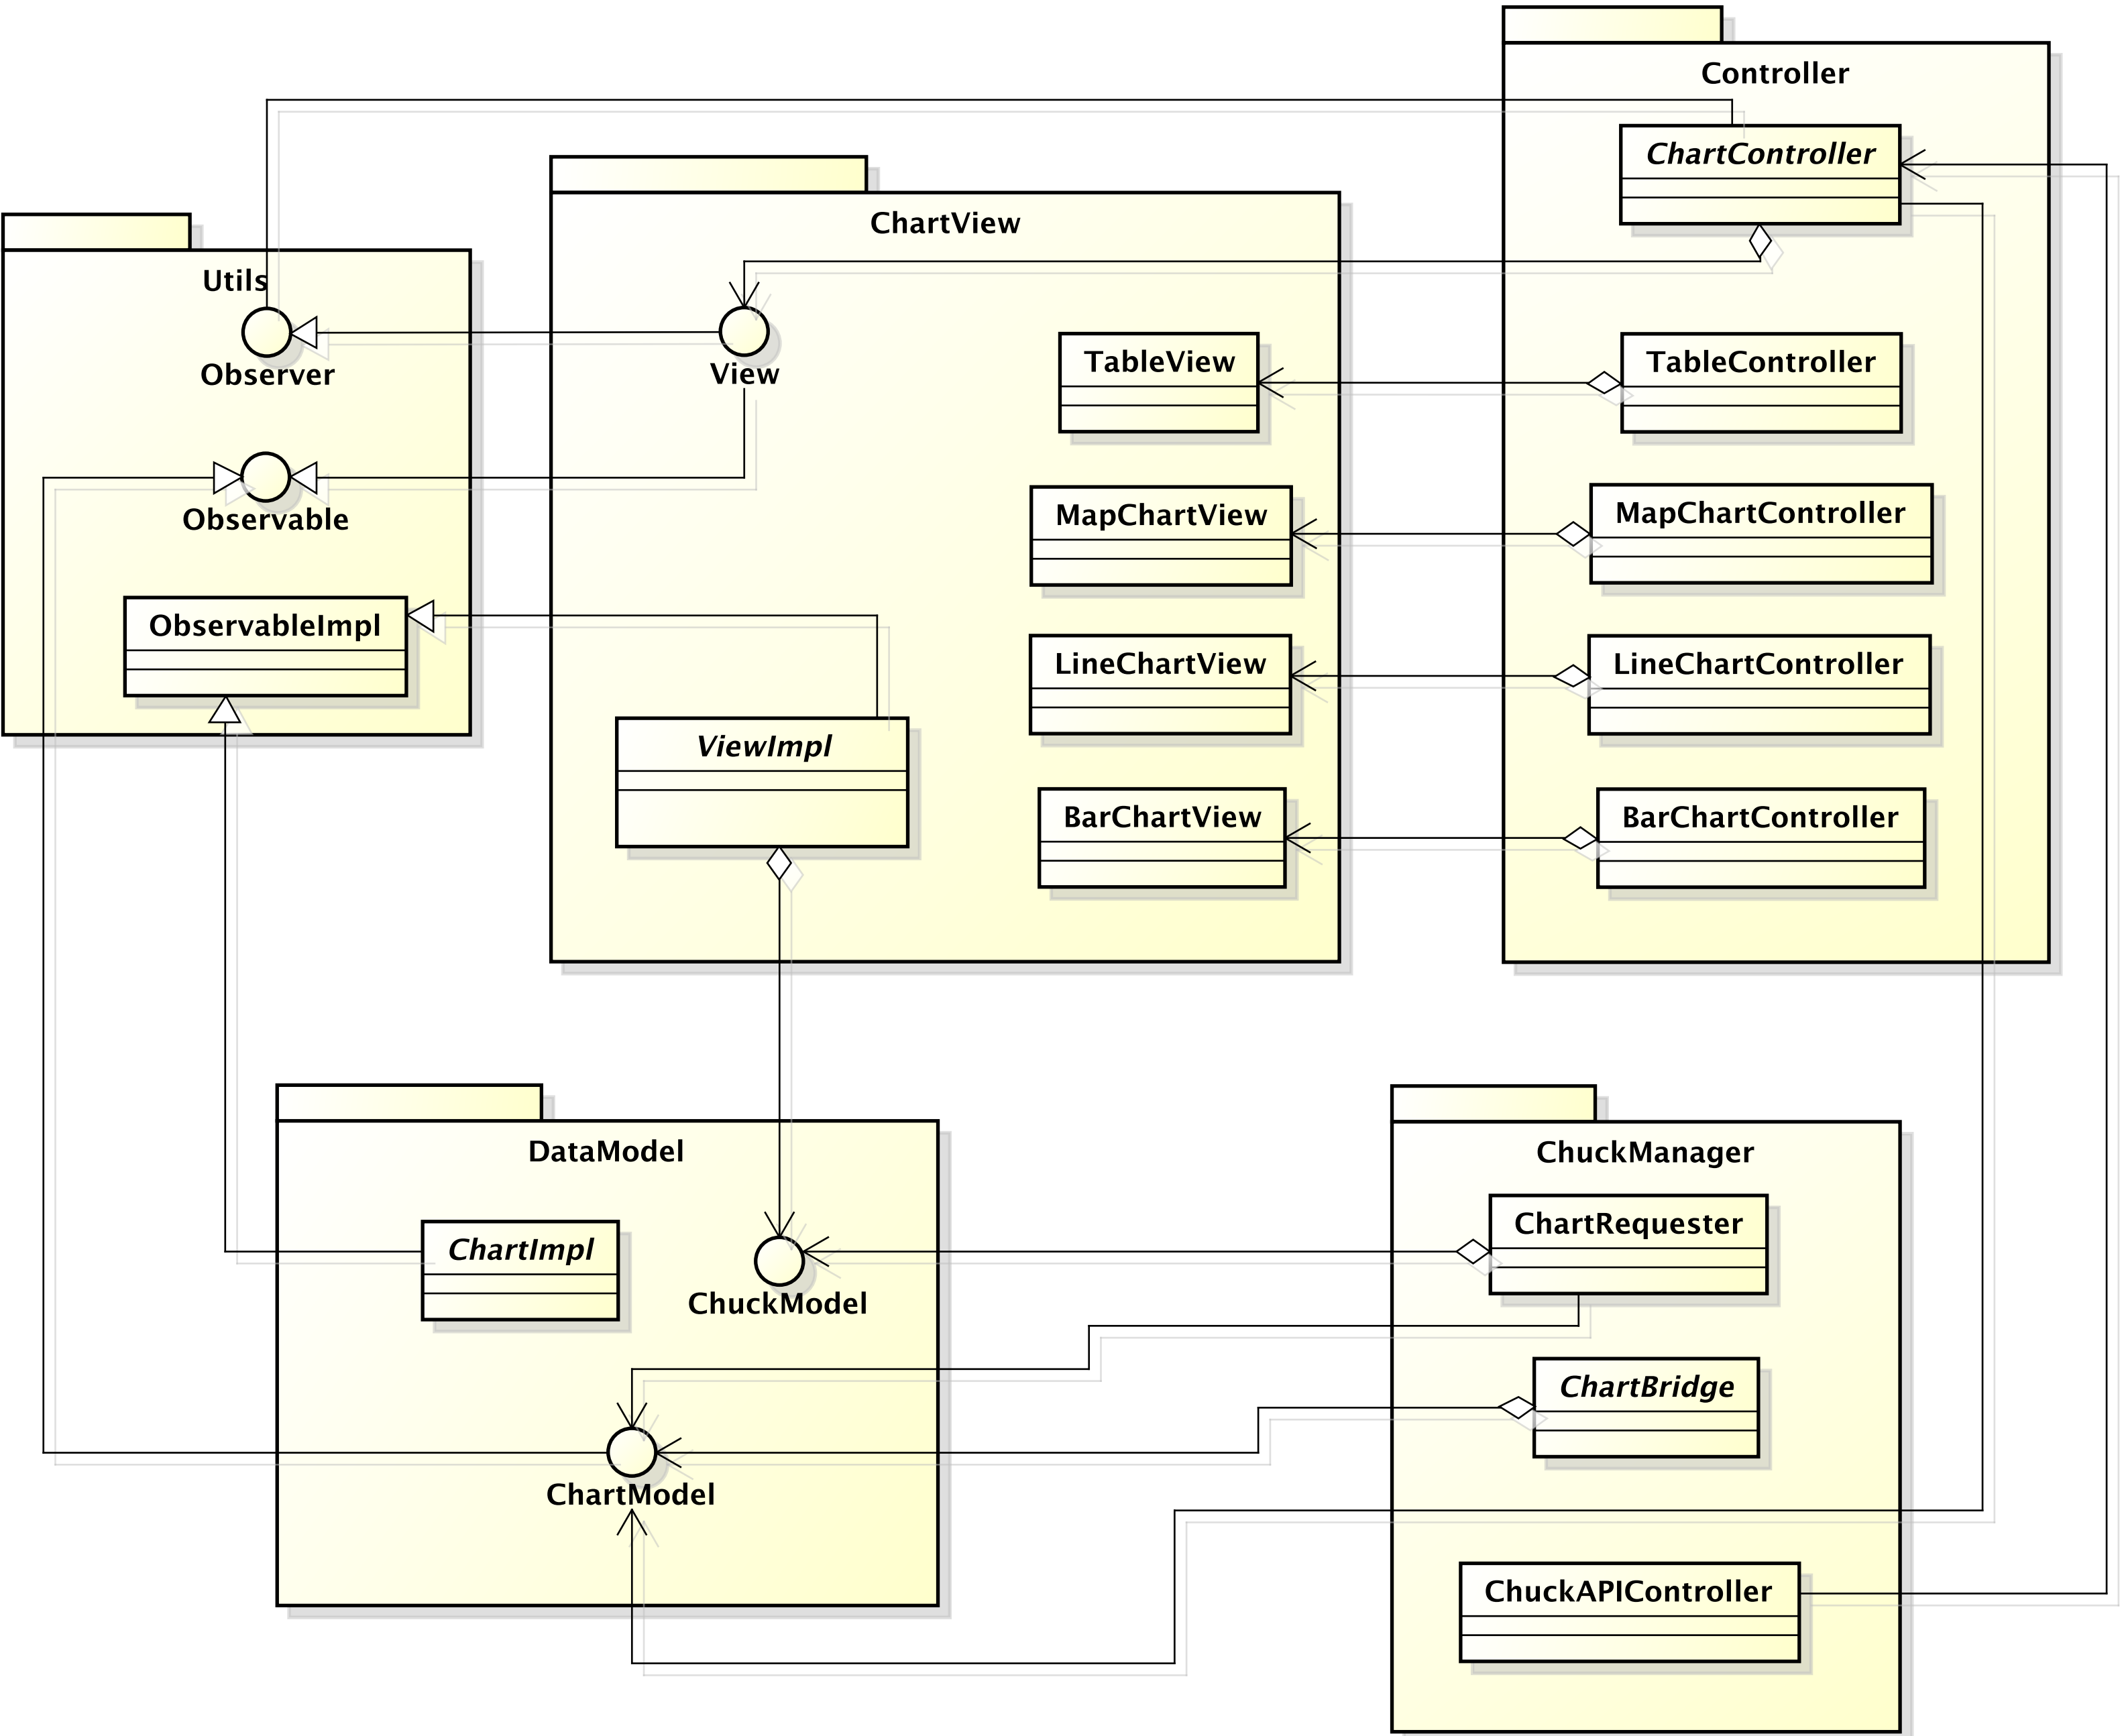 Controller
ChartController
ChartView
Utils
Observer
View
TableView
TableController
Observable
MapChartView
MapChartController
ObservableImpl
LineChartView
LineChartController
ViewImpl
BarChartView
BarChartController
DataModel
ChuckManager
ChartImpl
ChartRequester
ChuckModel
ChartBridge
ChartModel
ChuckAPIController